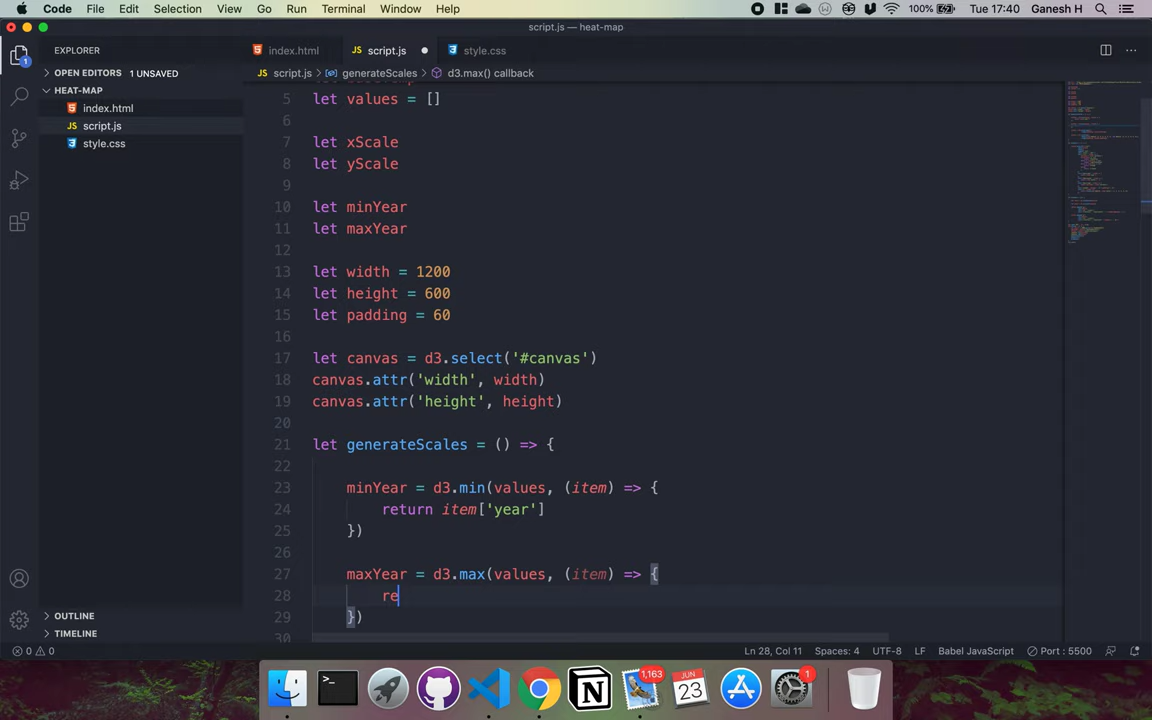 Code File Edit Selection View Go Run Terminal Window Help 100% Tue 17:40 Ganesh H
script.js — heat-map
EXPLORER
index.html
JS script.js
style.css
OPEN EDITORS 1 UNSAVED
JS script.js > generateScales > d3.max() callback
HEAT-MAP
index.html
JS script.js
style.css
1
5 let values = []
6
7 let xScale
8 let yScale
9
10 let minYear
11 let maxYear
12
13 let width = 1200
14 let height = 600
15 let padding = 60
16
17 let canvas = d3.select('#canvas')
18 canvas.attr('width', width)
19 canvas.attr('height', height)
20
21 let generateScales = () => {
22
23 minYear = d3.min(values, (item) => {
24 return item['year']
25 })
26
27 maxYear = d3.max(values, (item) => {
28 re
29 })
30
OUTLINE
TIMELINE
0 0 Ln 28, Col 11 Spaces: 4 UTF-8 LF Babel JavaScript Port : 5500
>_
N
1,163
JUN
23
1